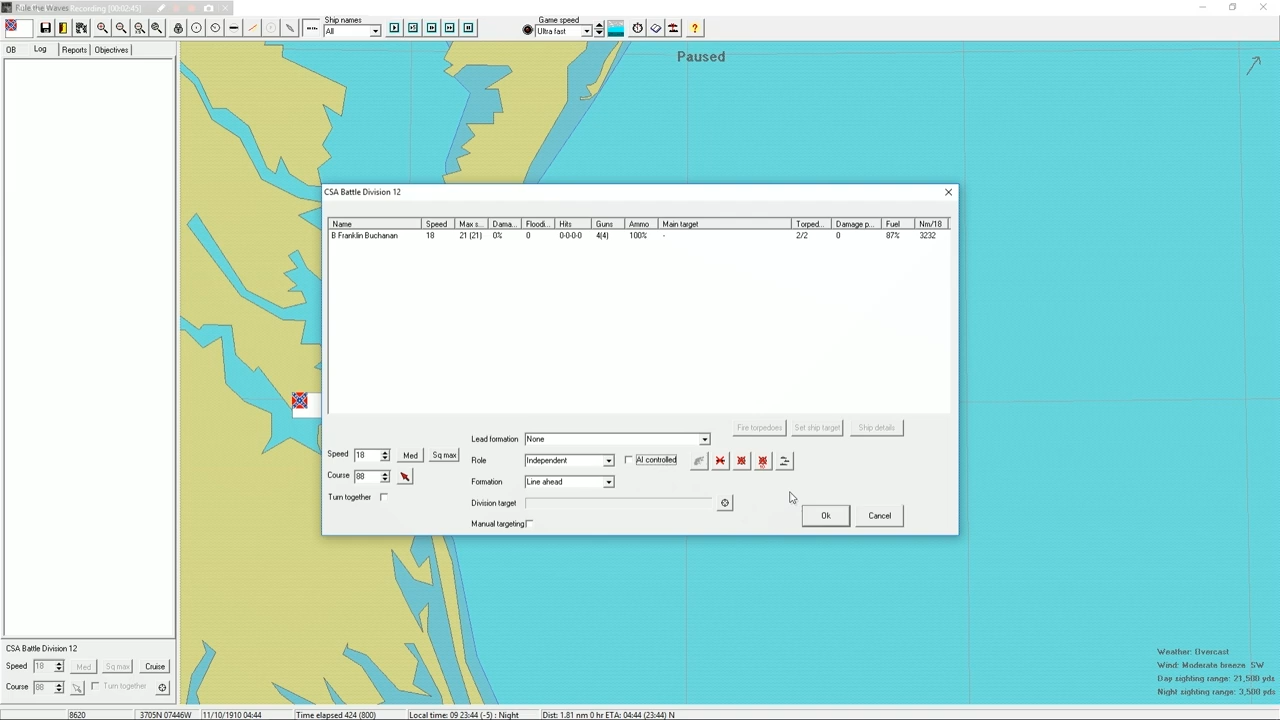 Rule the Waves Recording [00:02:45]
Ship names
All
Game speed
Ultra fast
OB Log Reports Objectives
Paused
CSA Battle Division 12
Name Speed Max s... Dama... Floodi... Hits Guns Ammo Main target Torped... Damage p... Fuel Nm/18
B Franklin Buchanan 18 21 (21) 0% 0 0-0-0-0 4(4) 100% - 2/2 0 87% 3232
Fire torpedoes Set ship target Ship details
Lead formation None
Speed 18 Med Sq max
Role Independent AI controlled
Course 88
Formation Line ahead
Turn together
Division target
Manual targeting
Ok Cancel
CSA Battle Division 12
Speed 18 Med Sq max Cruise
Course 88 Turn together
Weather: Overcast
Wind: Moderate breeze SW
Day sighting range: 21,500 yds
Night sighting range: 3,500 yds
8620 3705N 07446W 11/10/1910 04:44 Time elapsed 424 (800) Local time: 09 23:44 (-5) : Night Dist: 1.81 nm 0 hr ETA: 04:44 (23:44) N